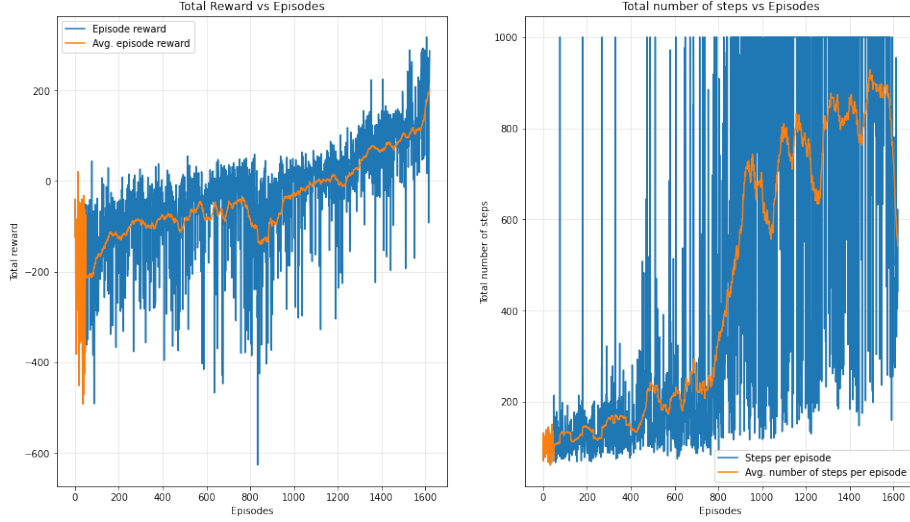 Total Reward vs Episodes
Episode reward
Avg. episode reward
200
0
−200
−400
−600
Total reward
0 200 400 600 800 1000 1200 1400 1600
Episodes
Total number of steps vs Episodes
1000
800
600
400
200
Total number of steps
Steps per episode
Avg. number of steps per episode
0 200 400 600 800 1000 1200 1400 1600
Episodes